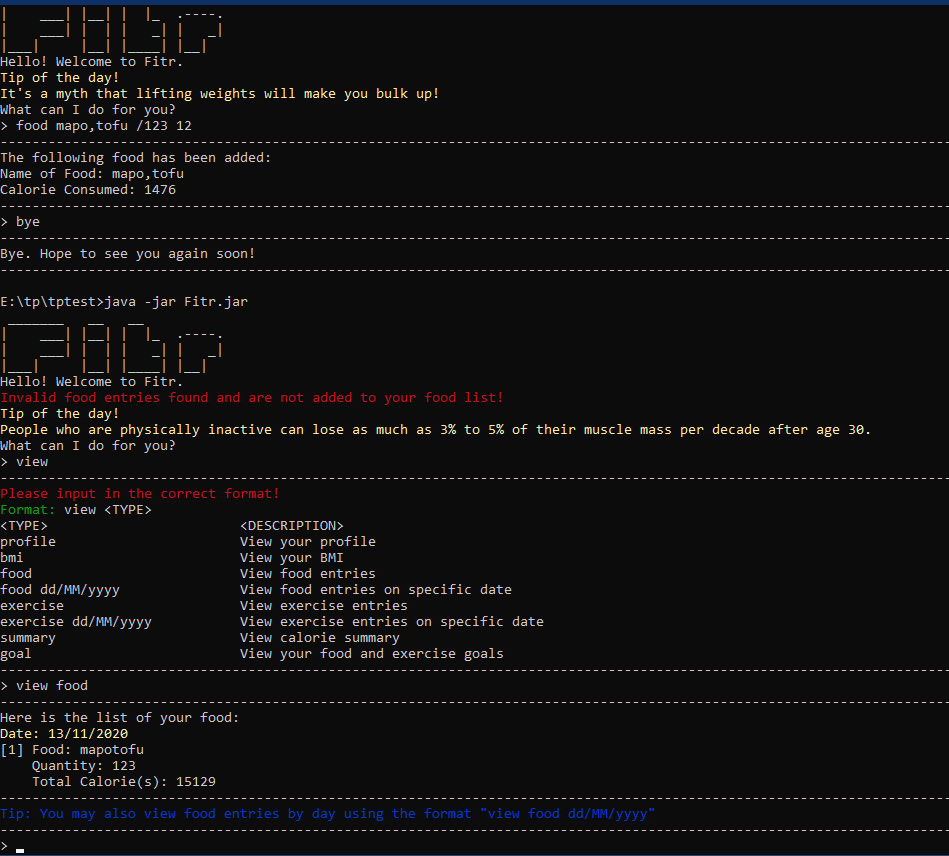 Hello! Welcome to Fitr.
Tip of the day!
It's a myth that lifting weights will make you bulk up!
What can I do for you?
> food mapo,tofu /123 12
The following food has been added:
Name of Food: mapo,tofu
Calorie Consumed: 1476
> bye
Bye. Hope to see you again soon!
E:\tp\tptest>java -jar Fitr.jar
Hello! Welcome to Fitr.
Invalid food entries found and are not added to your food list!
Tip of the day!
People who are physically inactive can lose as much as 3% to 5% of their muscle mass per decade after age 30.
What can I do for you?
> view
Please input in the correct format!
Format: view <TYPE>
<TYPE> <DESCRIPTION>
profile View your profile
bmi View your BMI
food View food entries
food dd/MM/yyyy View food entries on specific date
exercise View exercise entries
exercise dd/MM/yyyy View exercise entries on specific date
summary View calorie summary
goal View your food and exercise goals
> view food
Here is the list of your food:
Date: 13/11/2020
[1] Food: mapotofu
Quantity: 123
Total Calorie(s): 15129
Tip: You may also view food entries by day using the format "view food dd/MM/yyyy"
>